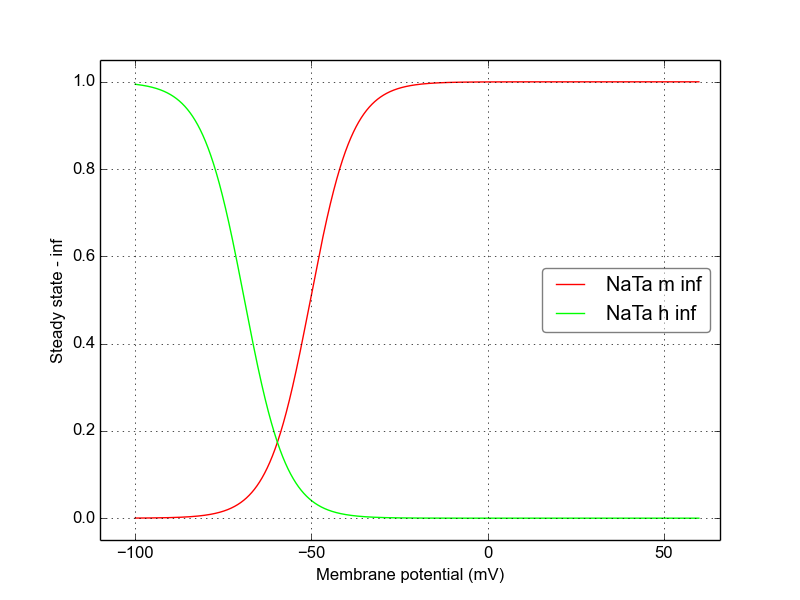 1.0
0.8
0.6
0.4
0.2
0.0
Steady state - inf
NaTa m inf
NaTa h inf
−100
−50
0
50
Membrane potential (mV)